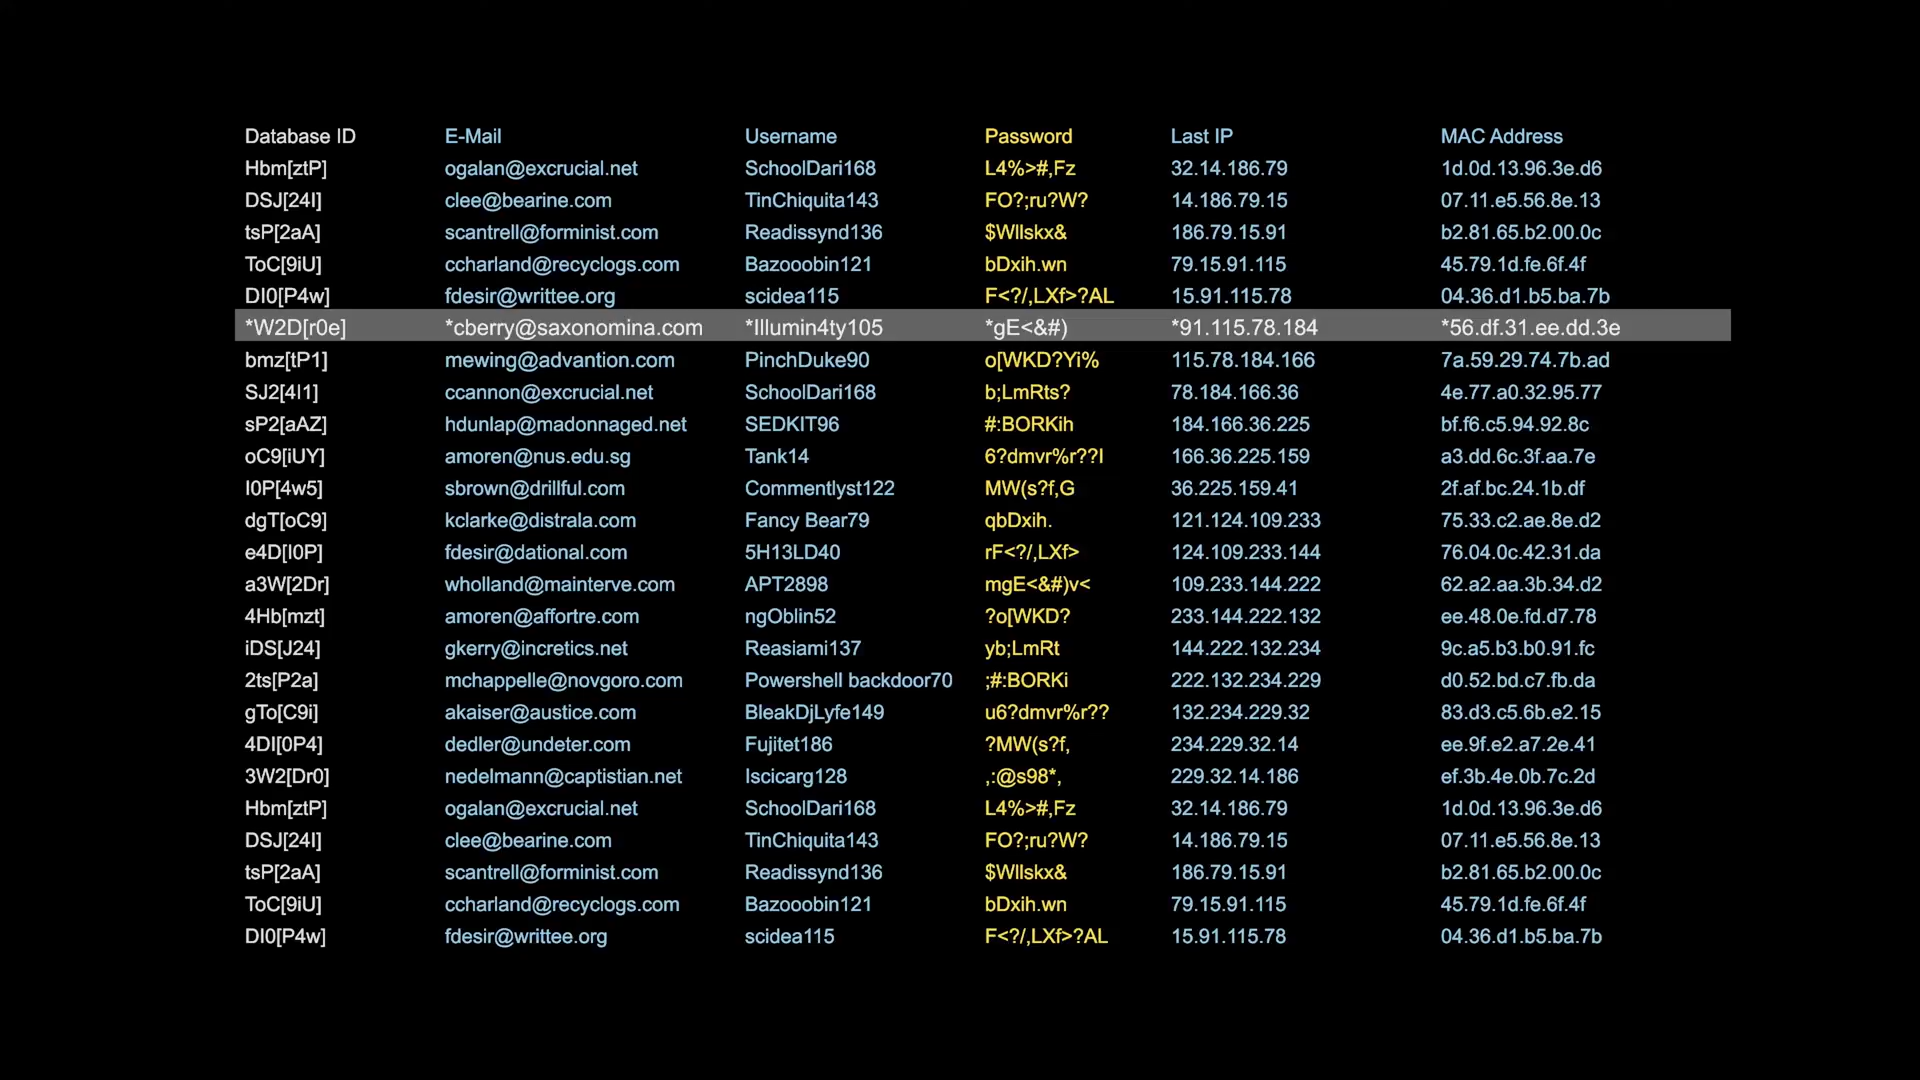 Database ID E-Mail Username Password Last IP MAC Address
Hbm[ztP] ogalan@excrucial.net SchoolDari168 L4%>#,Fz 32.14.186.79 1d.0d.13.96.3e.d6
DSJ[24I] clee@bearine.com TinChiquita143 FO?;ru?W? 14.186.79.15 07.11.e5.56.8e.13
tsP[2aA] scantrell@forminist.com Readissynd136 $WIlskx& 186.79.15.91 b2.81.65.b2.00.0c
ToC[9iU] ccharland@recyclogs.com Bazooobin121 bDxih.wn 79.15.91.115 45.79.1d.fe.6f.4f
DI0[P4w] fdesir@writtee.org scidea115 F<?/,LXf>?AL 15.91.115.78 04.36.d1.b5.ba.7b
*W2D[r0e] *cberry@saxonomina.com *Illumin4ty105 *gE<&#) *91.115.78.184 *56.df.31.ee.dd.3e
bmz[tP1] mewing@advantion.com PinchDuke90 o[WKD?Yi% 115.78.184.166 7a.59.29.74.7b.ad
SJ2[4I1] ccannon@excrucial.net SchoolDari168 b;LmRts? 78.184.166.36 4e.77.a0.32.95.77
sP2[aAZ] hdunlap@madonnaged.net SEDKIT96 #:BORKih 184.166.36.225 bf.f6.c5.94.92.8c
oC9[iUY] amoren@nus.edu.sg Tank14 6?dmvr%r??I 166.36.225.159 a3.dd.6c.3f.aa.7e
I0P[4w5] sbrown@drillful.com Commentlyst122 MW(s?f,G 36.225.159.41 2f.af.bc.24.1b.df
dgT[oC9] kclarke@distrala.com Fancy Bear79 qbDxih. 121.124.109.233 75.33.c2.ae.8e.d2
e4D[I0P] fdesir@dational.com 5H13LD40 rF<?/,LXf> 124.109.233.144 76.04.0c.42.31.da
a3W[2Dr] wholland@mainterve.com APT2898 mgE<&#)v< 109.233.144.222 62.a2.aa.3b.34.d2
4Hb[mzt] amoren@affortre.com ngOblin52 ?o[WKD? 233.144.222.132 ee.48.0e.fd.d7.78
iDS[J24] gkerry@incretics.net Reasiami137 yb;LmRt 144.222.132.234 9c.a5.b3.b0.91.fc
2ts[P2a] mchappelle@novgoro.com Powershell backdoor70 ;#:BORKi 222.132.234.229 d0.52.bd.c7.fb.da
gTo[C9i] akaiser@austice.com BleakDjLyfe149 u6?dmvr%r?? 132.234.229.32 83.d3.c5.6b.e2.15
4DI[0P4] dedler@undeter.com Fujitet186 ?MW(s?f, 234.229.32.14 ee.9f.e2.a7.2e.41
3W2[Dr0] nedelmann@captistian.net Iscicarg128 ,:@s98*, 229.32.14.186 ef.3b.4e.0b.7c.2d
Hbm[ztP] ogalan@excrucial.net SchoolDari168 L4%>#,Fz 32.14.186.79 1d.0d.13.96.3e.d6
DSJ[24I] clee@bearine.com TinChiquita143 FO?;ru?W? 14.186.79.15 07.11.e5.56.8e.13
tsP[2aA] scantrell@forminist.com Readissynd136 $WIlskx& 186.79.15.91 b2.81.65.b2.00.0c
ToC[9iU] ccharland@recyclogs.com Bazooobin121 bDxih.wn 79.15.91.115 45.79.1d.fe.6f.4f
DI0[P4w] fdesir@writtee.org scidea115 F<?/,LXf>?AL 15.91.115.78 04.36.d1.b5.ba.7b